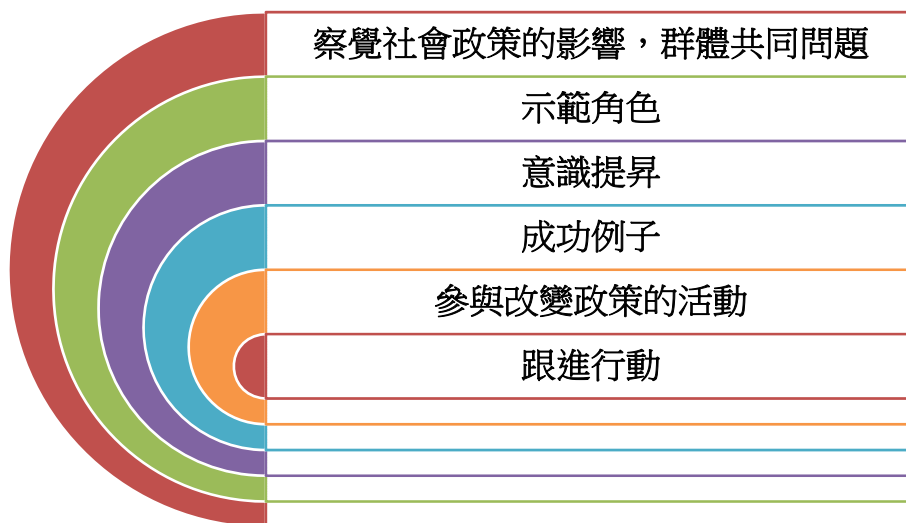 察覺社會政策的影響，群體共同問題
示範角色
意識提昇
成功例子
參與改變政策的活動
跟進行動